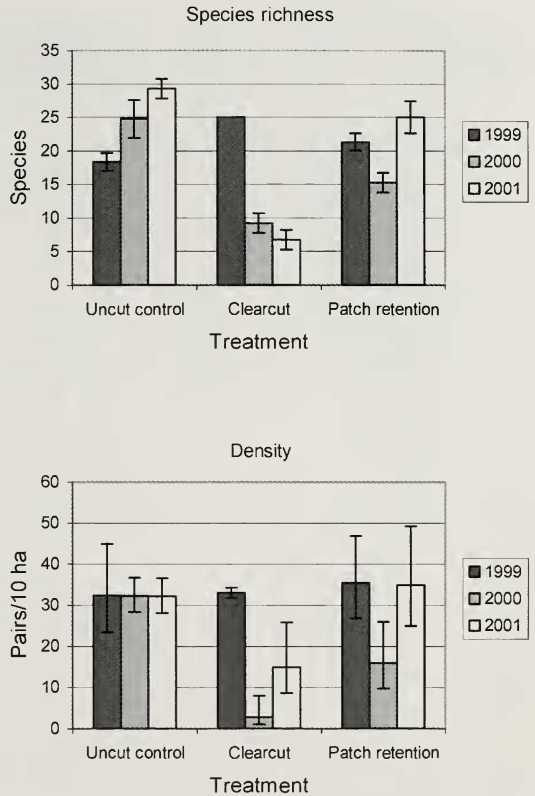 Species richness
35
30
25
20
15
10
5
0
Species
Uncut control Clearcut Patch retention
Treatment
1999
2000
2001
Density
60
50
40
30
20
10
0
Pairs/10 ha
Uncut control Clearcut Patch retention
Treatment
1999
2000
2001